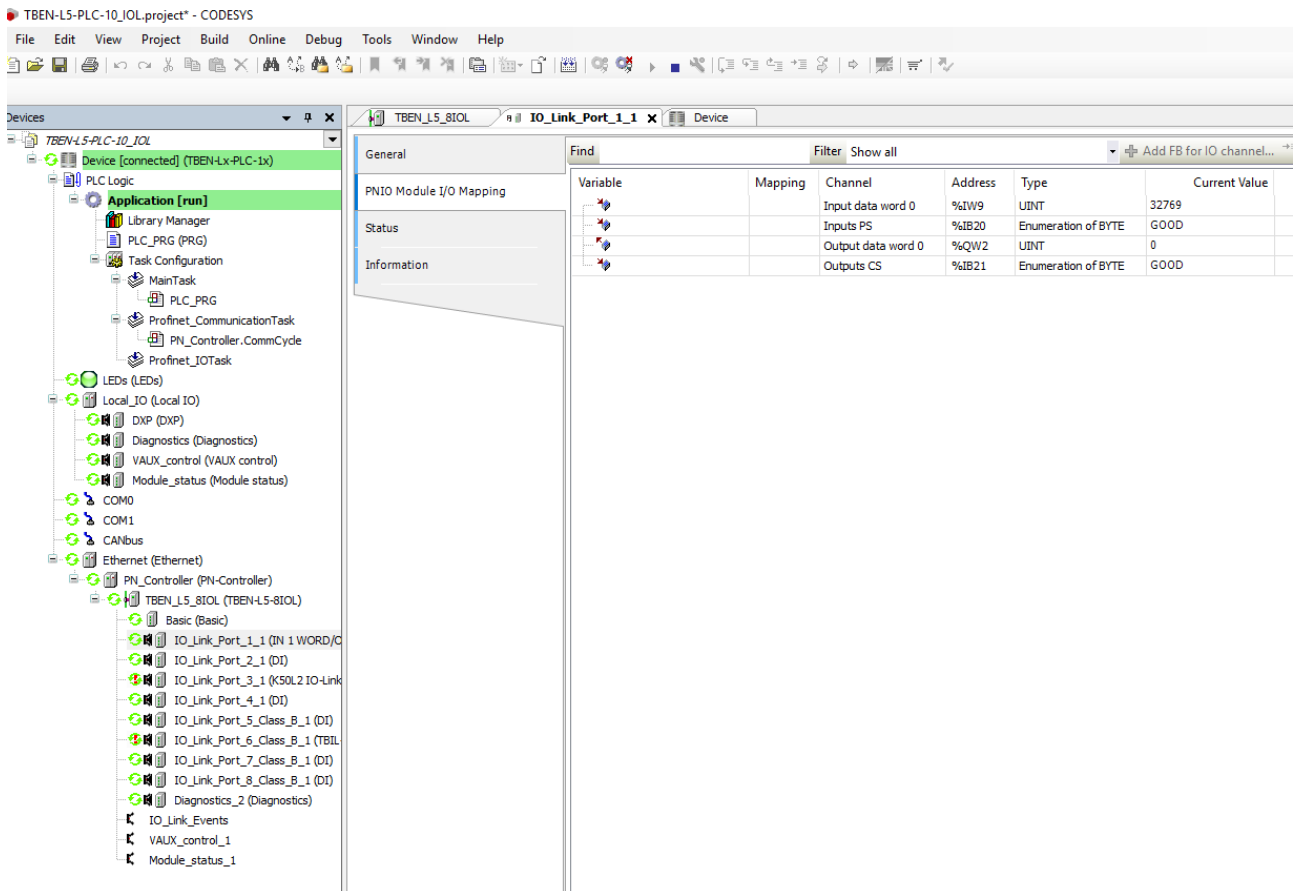 TBEN-L5-PLC-10_IOL.project* - CODESYS
File Edit View Project Build Online Debug Tools Window Help
Devices
TBEN-L5-PLC-10_IOL
Device [connected] (TBEN-Lx-PLC-1x)
PLC Logic
Application [run]
Library Manager
PLC_PRG (PRG)
Task Configuration
MainTask
PLC_PRG
Profinet_CommunicationTask
PN_Controller.CommCycle
Profinet_IOTask
LEDs (LEDs)
Local_IO (Local IO)
DXP (DXP)
Diagnostics (Diagnostics)
VAUX_control (VAUX control)
Module_status (Module status)
COM0
COM1
CANbus
Ethernet (Ethernet)
PN_Controller (PN-Controller)
TBEN_L5_8IOL (TBEN-L5-8IOL)
Basic (Basic)
IO_Link_Port_1_1 (IN 1 WORD/O
IO_Link_Port_2_1 (DI)
IO_Link_Port_3_1 (K50L2 IO-Link
IO_Link_Port_4_1 (DI)
IO_Link_Port_5_Class_B_1 (DI)
IO_Link_Port_6_Class_B_1 (TBIL-
IO_Link_Port_7_Class_B_1 (DI)
IO_Link_Port_8_Class_B_1 (DI)
Diagnostics_2 (Diagnostics)
IO_Link_Events
VAUX_control_1
Module_status_1
TBEN_L5_8IOL IO_Link_Port_1_1 Device
General
PNIO Module I/O Mapping
Status
Information
Find Filter Show all Add FB for IO channel...
Variable Mapping Channel Address Type Current Value
Input data word 0 %IW9 UINT 32769
Inputs PS %IB20 Enumeration of BYTE GOOD
Output data word 0 %QW2 UINT 0
Outputs CS %IB21 Enumeration of BYTE GOOD